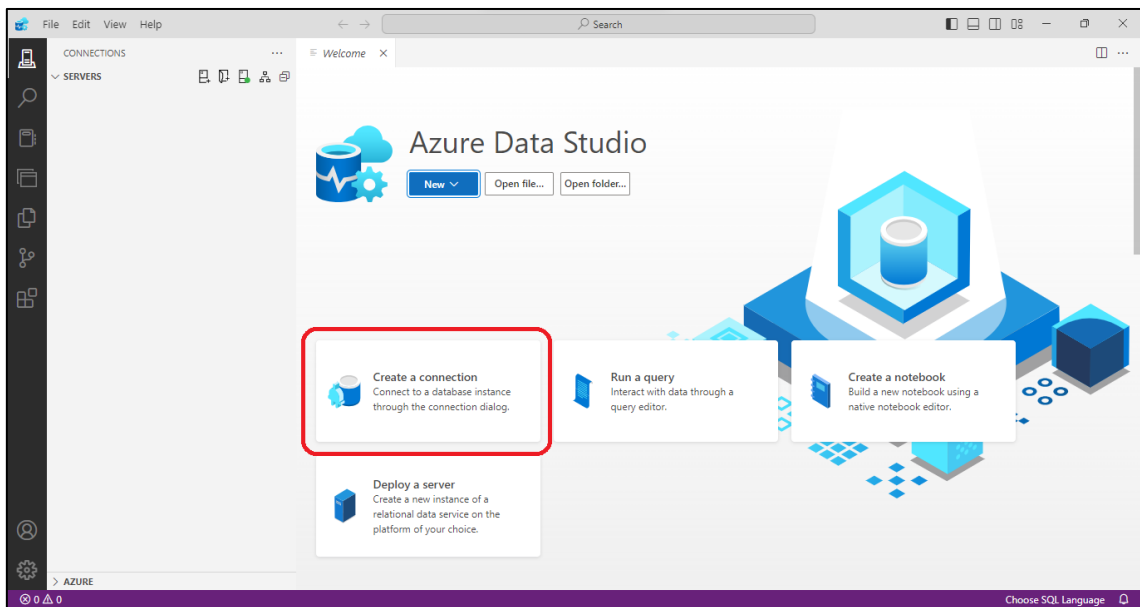 File Edit View Help
Search
CONNECTIONS
SERVERS
Welcome
Azure Data Studio
New
Open file...
Open folder...
Create a connection
Connect to a database instance
through the connection dialog.
Run a query
Interact with data through a
query editor.
Create a notebook
Build a new notebook using a
native notebook editor.
Deploy a server
Create a new instance of a
relational data service on the
platform of your choice.
AZURE
0 0
Choose SQL Language